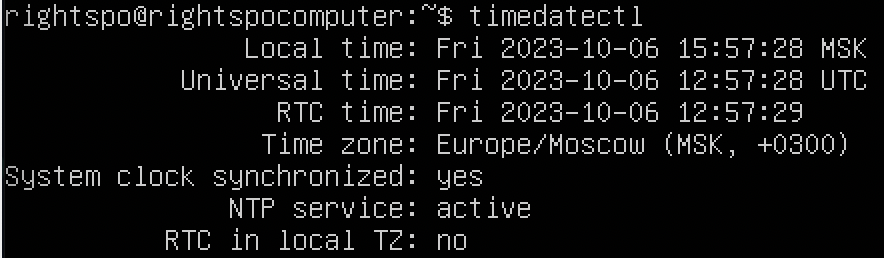 rightspo@rightspocomputer:~$ timedatectl
Local time: Fri 2023-10-06 15:57:28 MSK
Universal time: Fri 2023-10-06 12:57:28 UTC
RTC time: Fri 2023-10-06 12:57:29
Time zone: Europe/Moscow (MSK, +0300)
System clock synchronized: yes
NTP service: active
RTC in local TZ: no